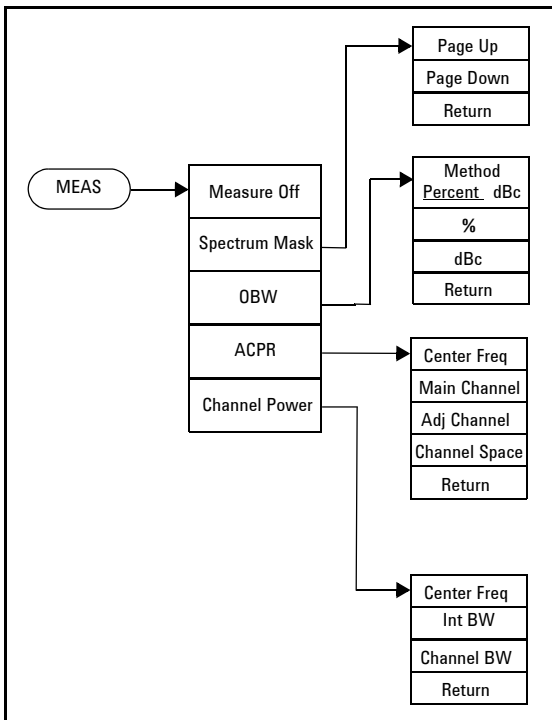 MEAS
Measure Off
Spectrum Mask
OBW
ACPR
Channel Power
Page Up
Page Down
Return
Method
Percent dBc
%
dBc
Return
Center Freq
Main Channel
Adj Channel
Channel Space
Return
Center Freq
Int BW
Channel BW
Return